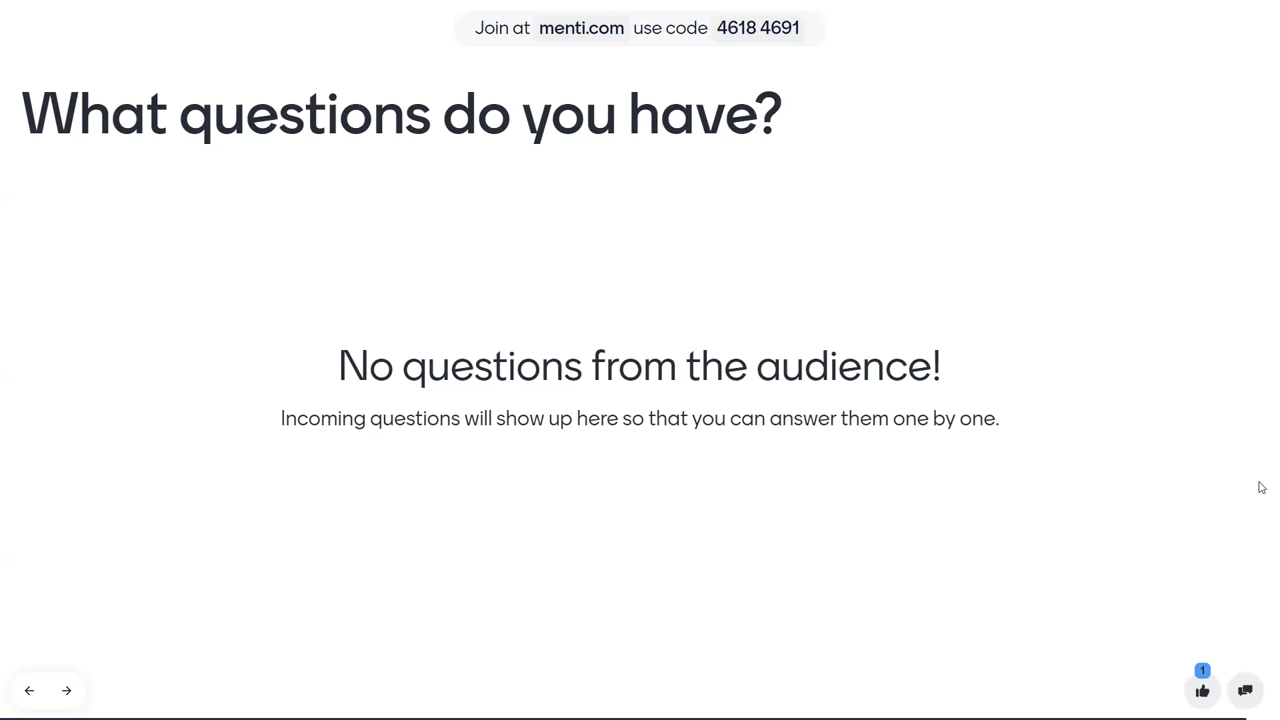 Join at menti.com use code 4618 4691
What questions do you have?
No questions from the audience!
Incoming questions will show up here so that you can answer them one by one.
1